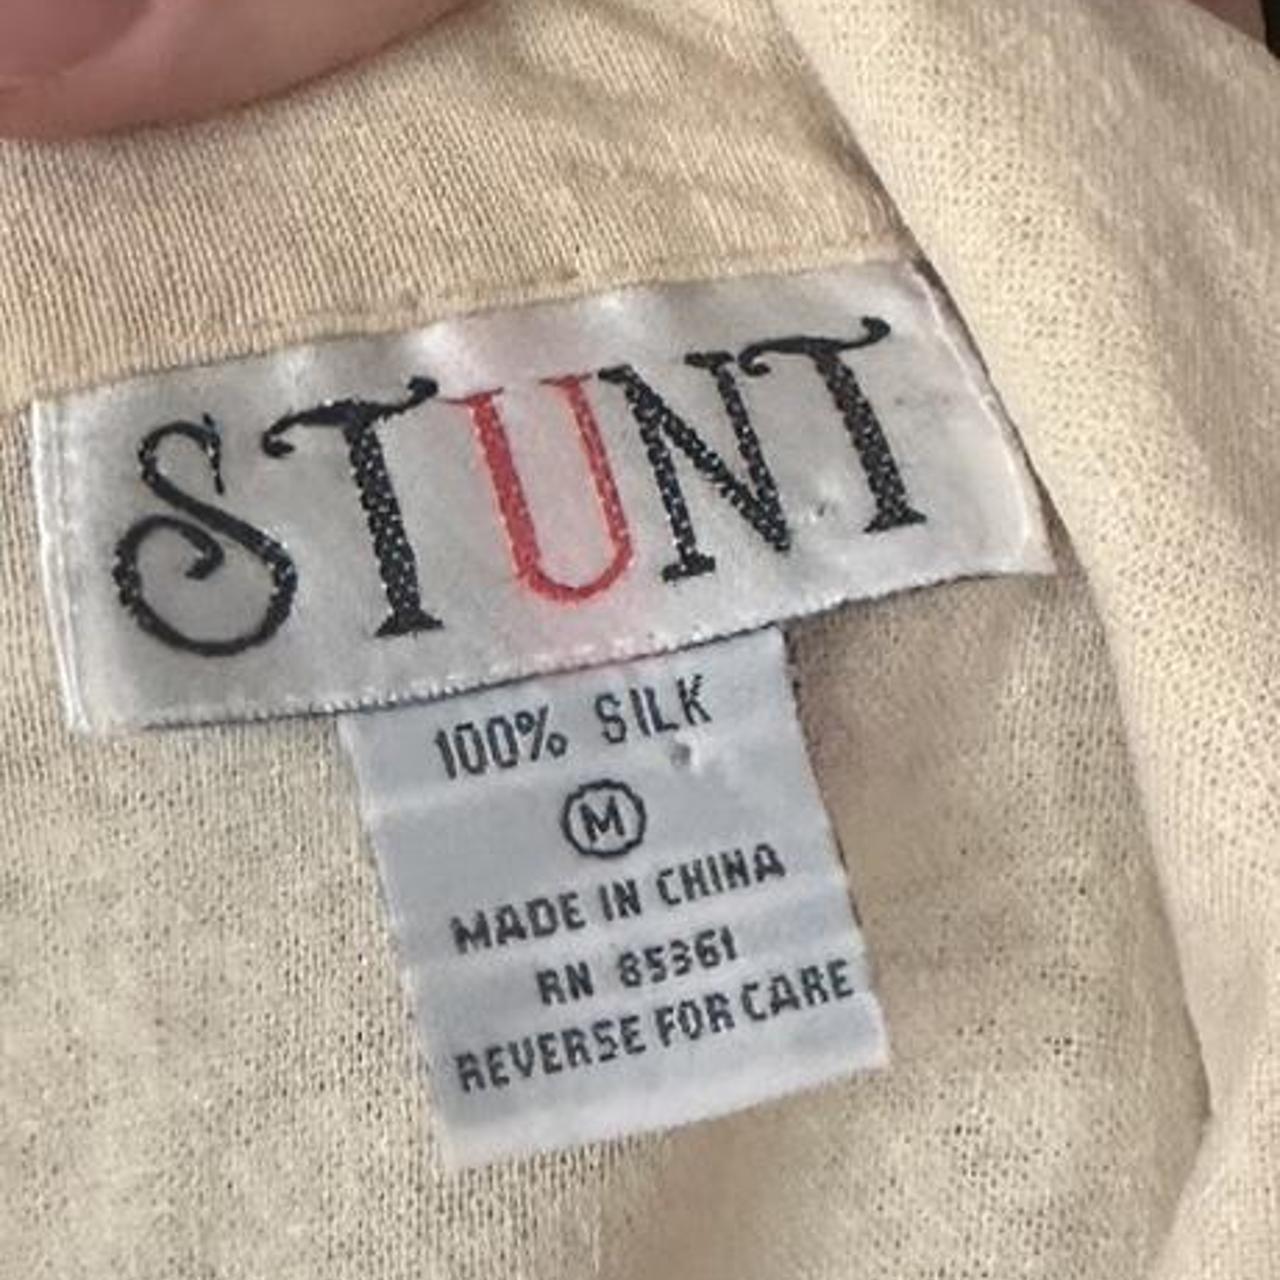 STUNT
100% SILK
M
MADE IN CHINA
RN 85361
REVERSE FOR CARE